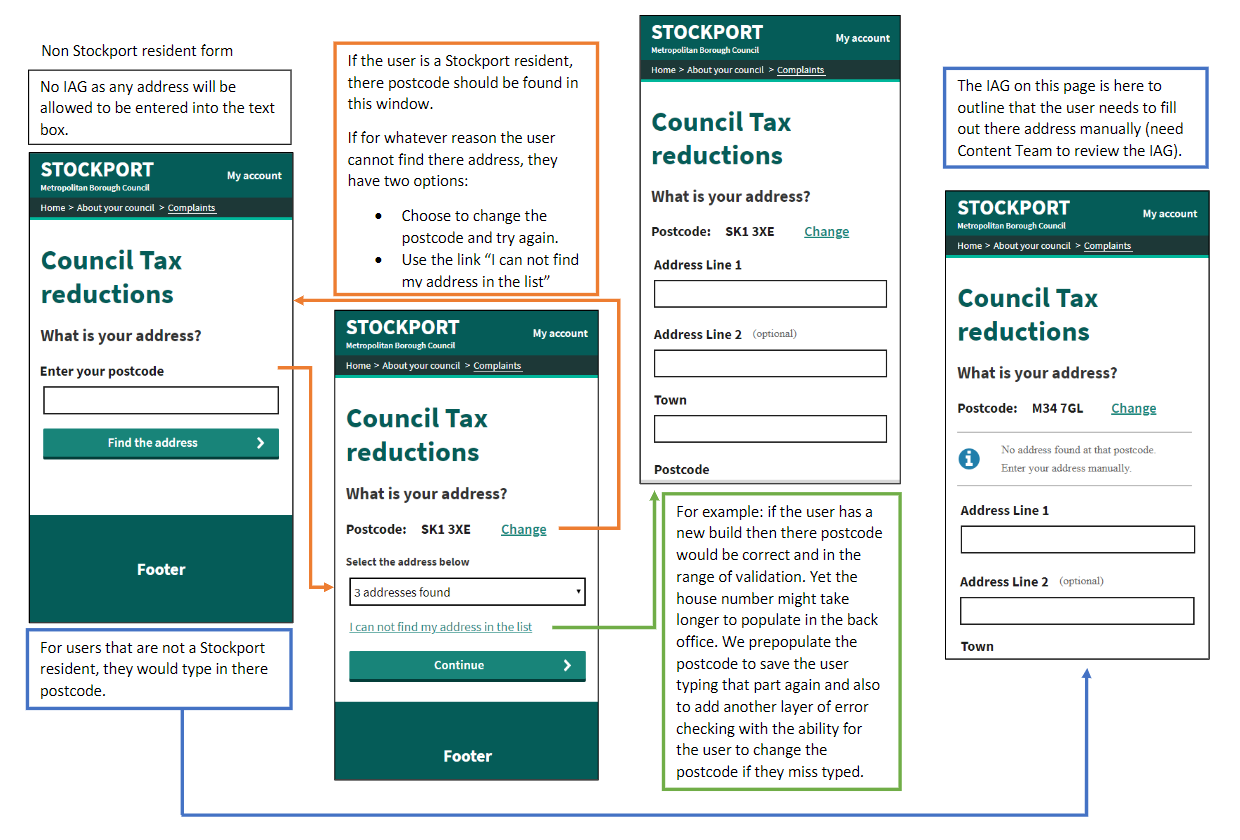 Non Stockport resident form
No IAG as any address will be
allowed to be entered into the text
box.
STOCKPORT
Metropolitan Borough Council
My account
Home > About your council > Complaints
Council Tax
reductions
What is your address?
Enter your postcode
Find the address
Footer
For users that are not a Stockport
resident, they would type in there
postcode.
If the user is a Stockport resident,
there postcode should be found in
this window.
If for whatever reason the user
cannot find there address, they
have two options:
• Choose to change the
postcode and try again.
• Use the link “I can not find
my address in the list”
STOCKPORT
Metropolitan Borough Council
My account
Home > About your council > Complaints
Council Tax
reductions
What is your address?
Postcode: SK1 3XE Change
Select the address below
3 addresses found
I can not find my address in the list
Continue
Footer
STOCKPORT
Metropolitan Borough Council
My account
Home > About your council > Complaints
Council Tax
reductions
What is your address?
Postcode: SK1 3XE Change
Address Line 1
Address Line 2 (optional)
Town
Postcode
For example: if the user has a
new build then there postcode
would be correct and in the
range of validation. Yet the
house number might take
longer to populate in the back
office. We prepopulate the
postcode to save the user
typing that part again and also
to add another layer of error
checking with the ability for
the user to change the
postcode if they miss typed.
The IAG on this page is here to
outline that the user needs to fill
out there address manually (need
Content Team to review the IAG).
STOCKPORT
Metropolitan Borough Council
My account
Home > About your council > Complaints
Council Tax
reductions
What is your address?
Postcode: M34 7GL Change
No address found at that postcode.
Enter your address manually.
Address Line 1
Address Line 2 (optional)
Town